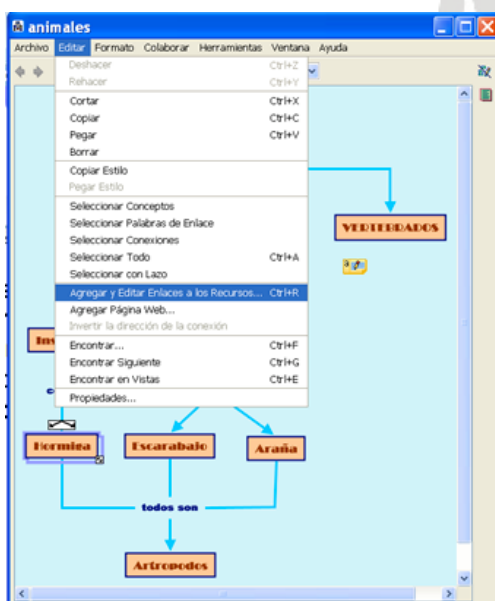 animales
Archivo Editar Formato Colaborar Herramientas Ventana Ayuda
Deshacer Ctrl+Z
Rehacer Ctrl+Y
Cortar Ctrl+X
Copiar Ctrl+C
Pegar Ctrl+V
Borrar
Copiar Estilo
Pegar Estilo
Seleccionar Conceptos
Seleccionar Palabras de Enlace
Seleccionar Conexiones
Seleccionar Todo Ctrl+A
Seleccionar con Lazo
Agregar y Editar Enlaces a los Recursos... Ctrl+R
Agregar Página Web...
Invertir la dirección de la conexión
Encontrar... Ctrl+F
Encontrar Siguiente Ctrl+G
Encontrar en Vistas Ctrl+E
Propiedades...
VERTEBRADOS
Ins
Hormiga Escarabajo Araña
todos son
Artropodos